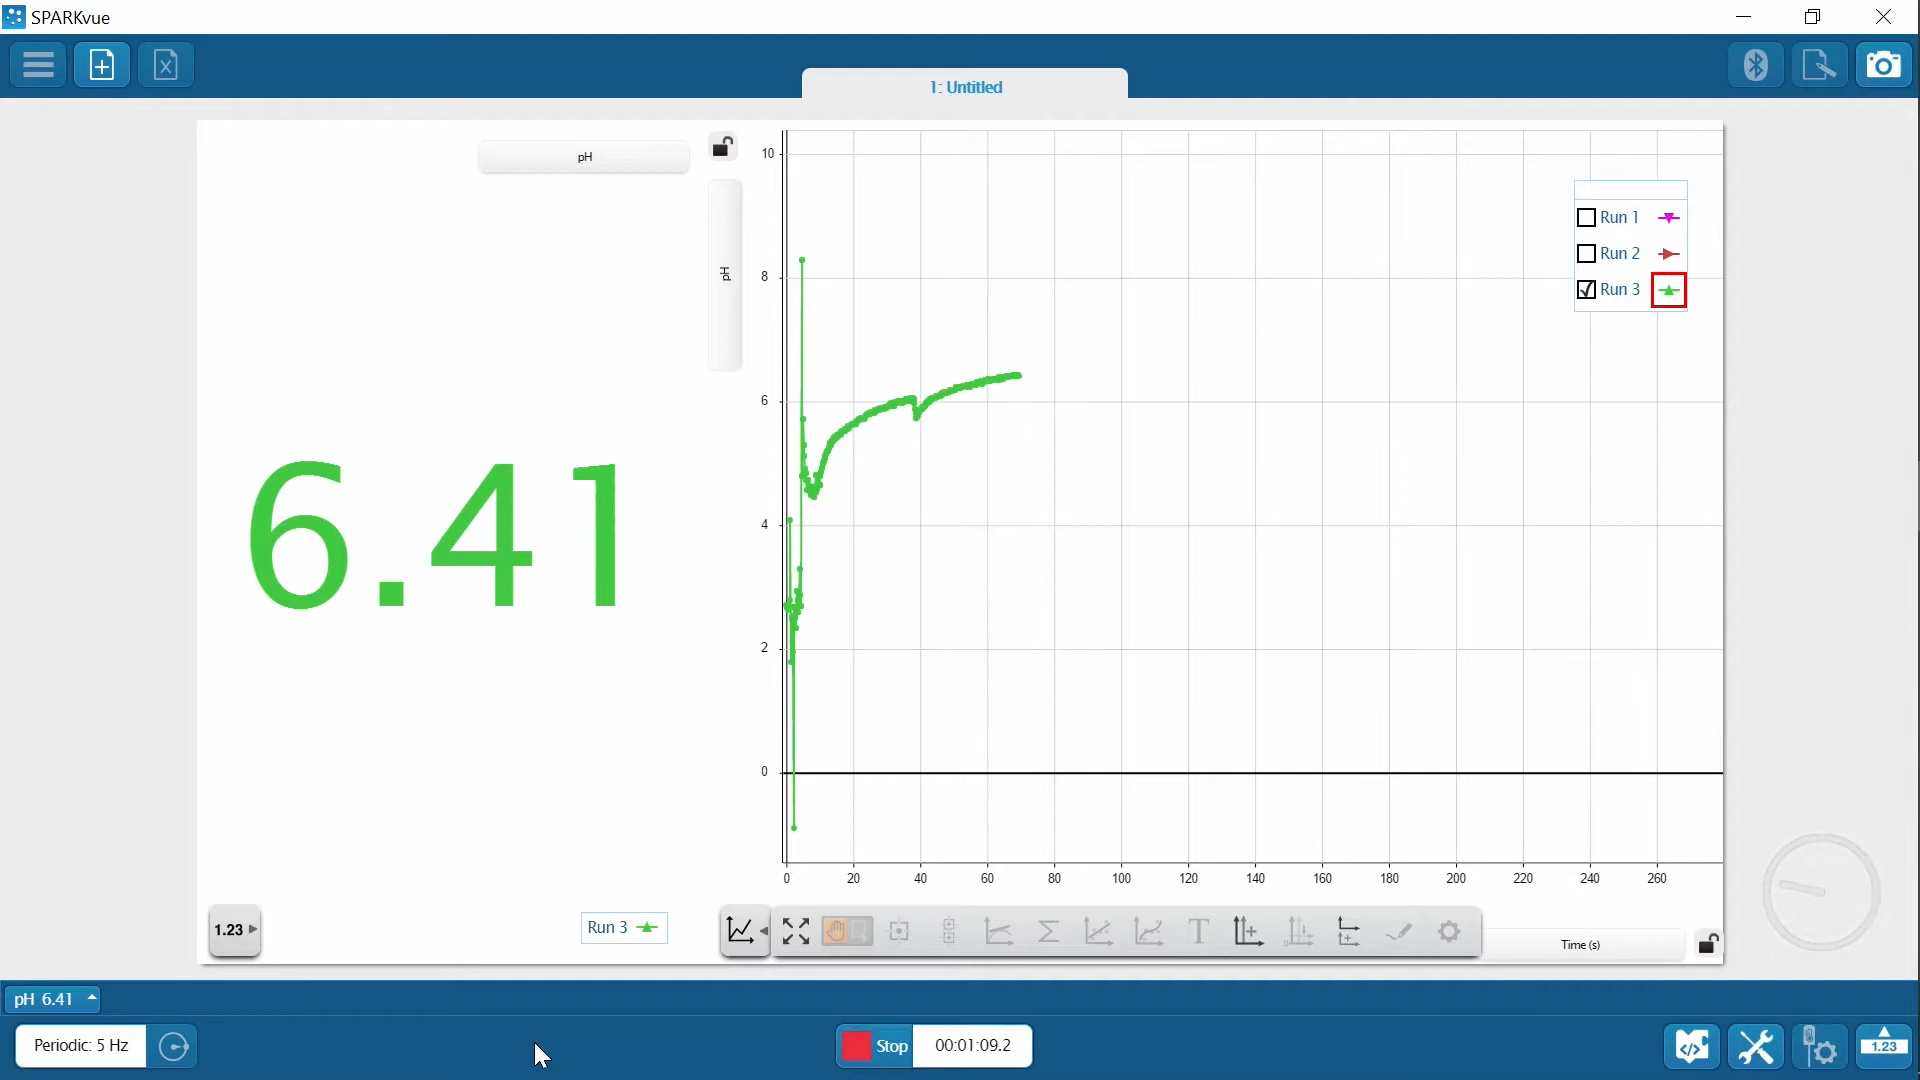 SPARKvue
1: Untitled
pH
pH
10
8
6
4
2
0
Run 1
Run 2
Run 3
6.41
0 20 40 60 80 100 120 140 160 180 200 220 240 260
1.23
Run 3
Σ
T
Time (s)
pH 6.41
Periodic: 5 Hz
Stop
00:01:09.2
1.23